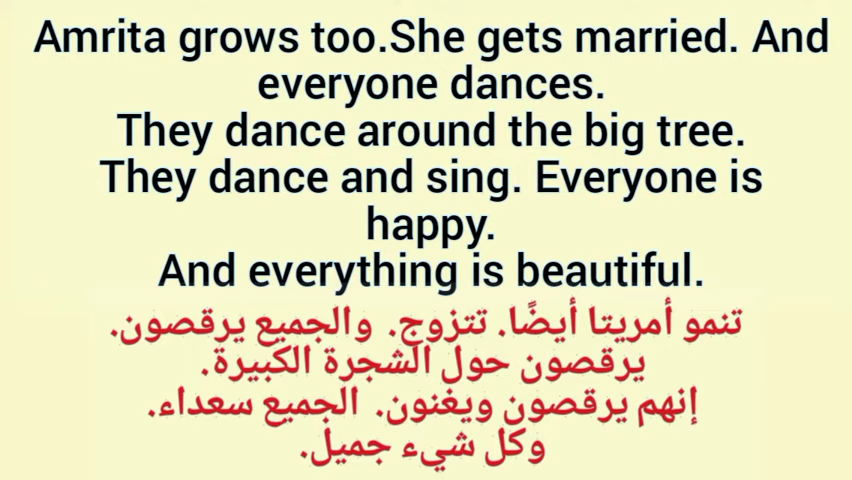 Amrita grows too.She gets married. And
everyone dances.
They dance around the big tree.
They dance and sing. Everyone is
happy.
And everything is beautiful.
تنمو أمريتا أيضًا. تتزوج. والجميع يرقصون.
يرقصون حول الشجرة الكبيرة.
إنهم يرقصون ويغنون. الجميع سعداء.
وكل شيء جميل.